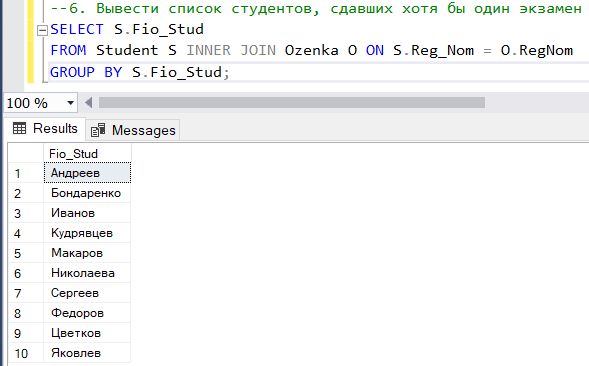 --6. Вывести список студентов, сдавших хотя бы один экзамен
SELECT S.Fio_Stud
FROM Student S INNER JOIN Ozenka O ON S.Reg_Nom = O.RegNom
GROUP BY S.Fio_Stud;
100 %
Results Messages
Fio_Stud
1 Андреев
2 Бондаренко
3 Иванов
4 Кудрявцев
5 Макаров
6 Николаева
7 Сергеев
8 Федоров
9 Цветков
10 Яковлев